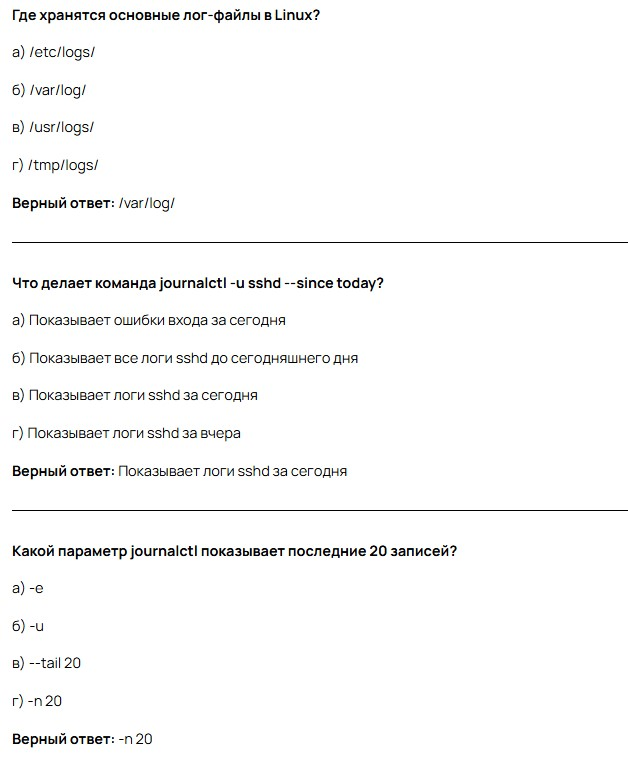 Где хранятся основные лог-файлы в Linux?
а) /etc/logs/
б) /var/log/
в) /usr/logs/
г) /tmp/logs/
Верный ответ: /var/log/
Что делает команда journalctl -u sshd --since today?
а) Показывает ошибки входа за сегодня
б) Показывает все логи sshd до сегодняшнего дня
в) Показывает логи sshd за сегодня
г) Показывает логи sshd за вчера
Верный ответ: Показывает логи sshd за сегодня
Какой параметр journalctl показывает последние 20 записей?
а) -e
б) -u
в) --tail 20
г) -n 20
Верный ответ: -n 20